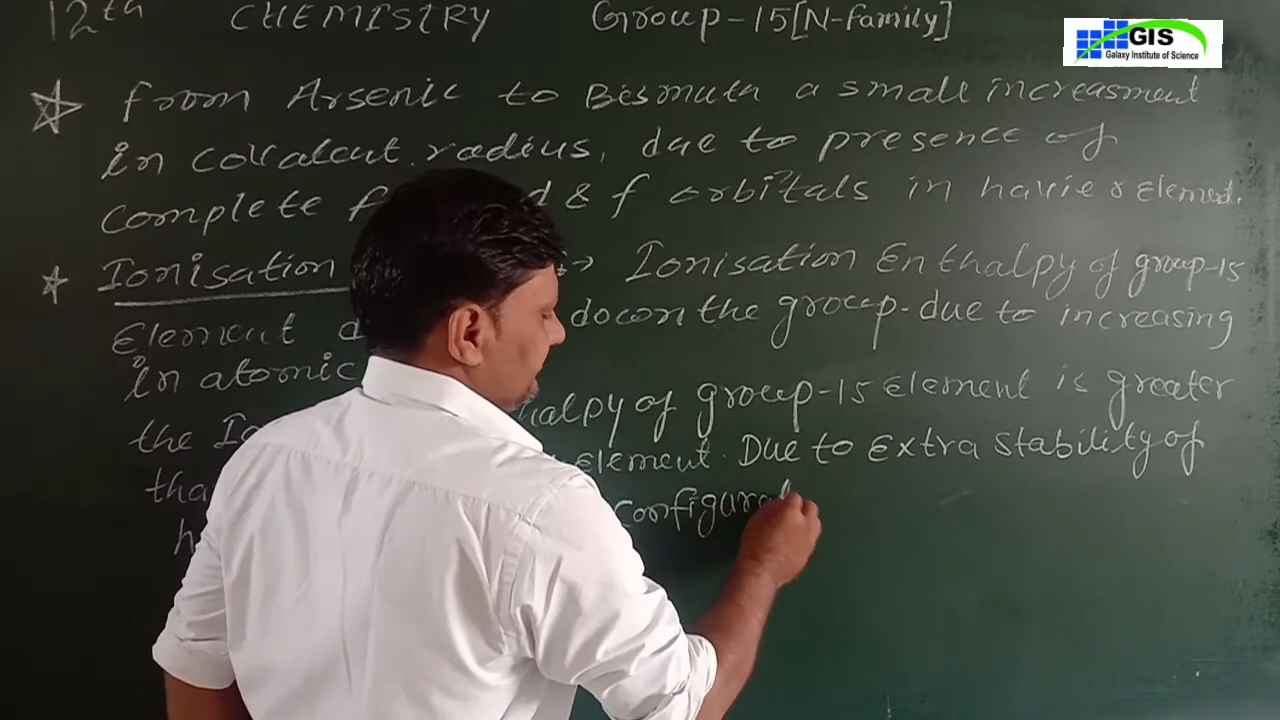 12th CHEMISTRY Group-15[N-family]
GIS
Galaxy Institute of Science
from Arsenic to Bismuth a small increasment
in covalent radius, due to presence of
complete d & f orbitals in havier Element.
Ionisation → Ionisation Enthalpy of group-15
Element down the group. due to increasing
in atomic
the halpy of group-15 Element is greater
Element. Due to Extra stability of
configurat